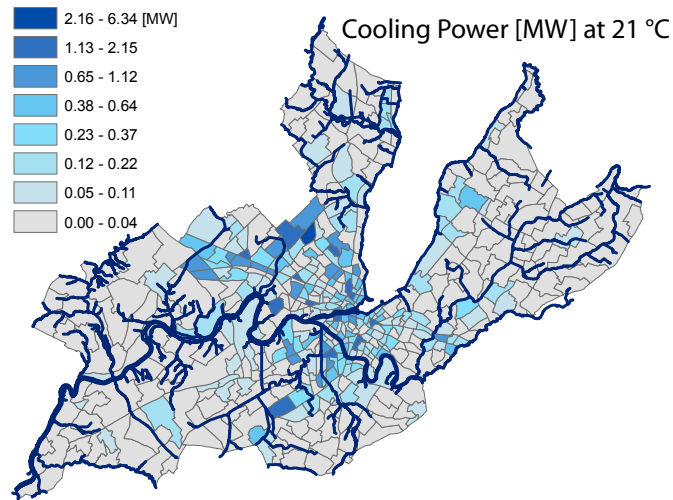 Cooling Power [MW] at 21 °C
2.16 - 6.34 [MW]
1.13 - 2.15
0.65 - 1.12
0.38 - 0.64
0.23 - 0.37
0.12 - 0.22
0.05 - 0.11
0.00 - 0.04